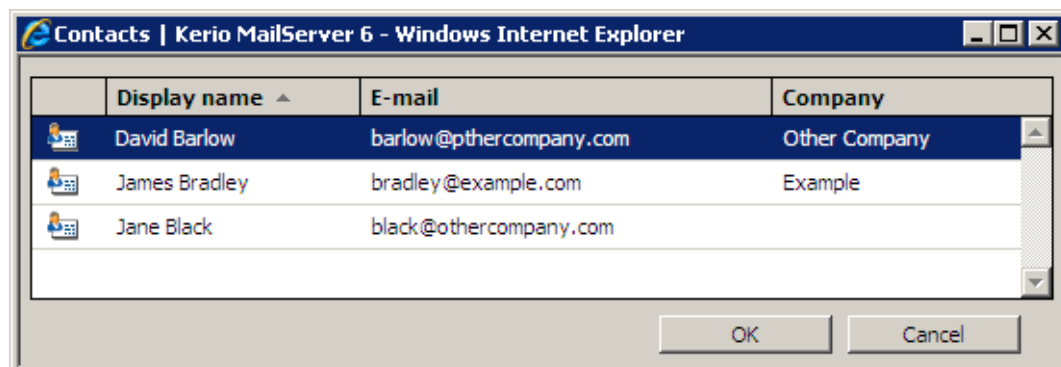 Contacts | Kerio MailServer 6 - Windows Internet Explorer
Display name E-mail Company
David Barlow barlow@pthercompany.com Other Company
James Bradley bradley@example.com Example
Jane Black black@othercompany.com
OK Cancel